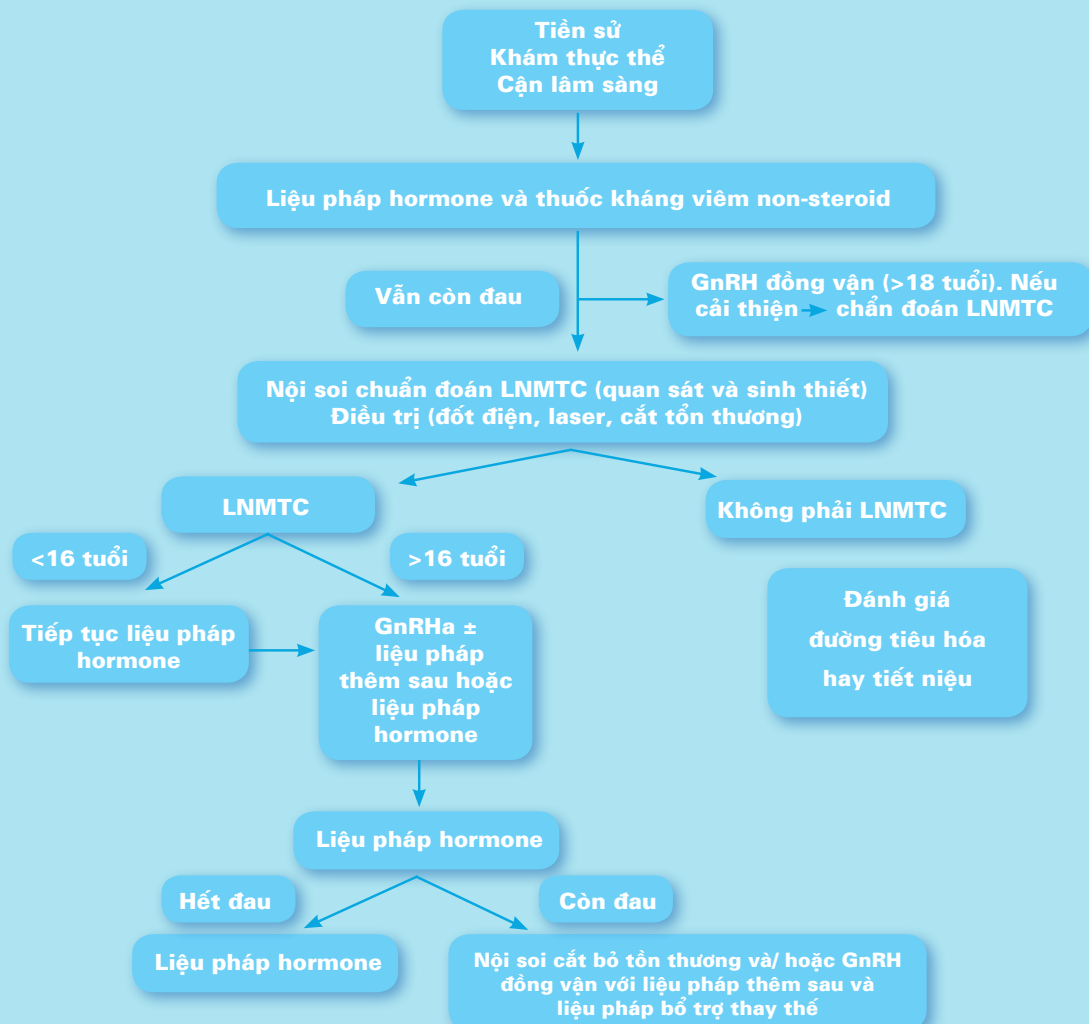 Tiền sử
Khám thực thể
Cận lâm sàng
Liệu pháp hormone và thuốc kháng viêm non-steroid
Vẫn còn đau
GnRH đồng vận (>18 tuổi). Nếu
cải thiện → chẩn đoán LNMTC
Nội soi chuẩn đoán LNMTC (quan sát và sinh thiết)
Điều trị (đốt điện, laser, cắt tổn thương)
LNMTC
Không phải LNMTC
<16 tuổi
>16 tuổi
Tiếp tục liệu pháp
hormone
GnRHa ±
liệu pháp
thêm sau hoặc
liệu pháp
hormone
Đánh giá
đường tiêu hóa
hay tiết niệu
Liệu pháp hormone
Hết đau
Còn đau
Liệu pháp hormone
Nội soi cắt bỏ tổn thương và/ hoặc GnRH
đồng vận với liệu pháp thêm sau và
liệu pháp bổ trợ thay thế